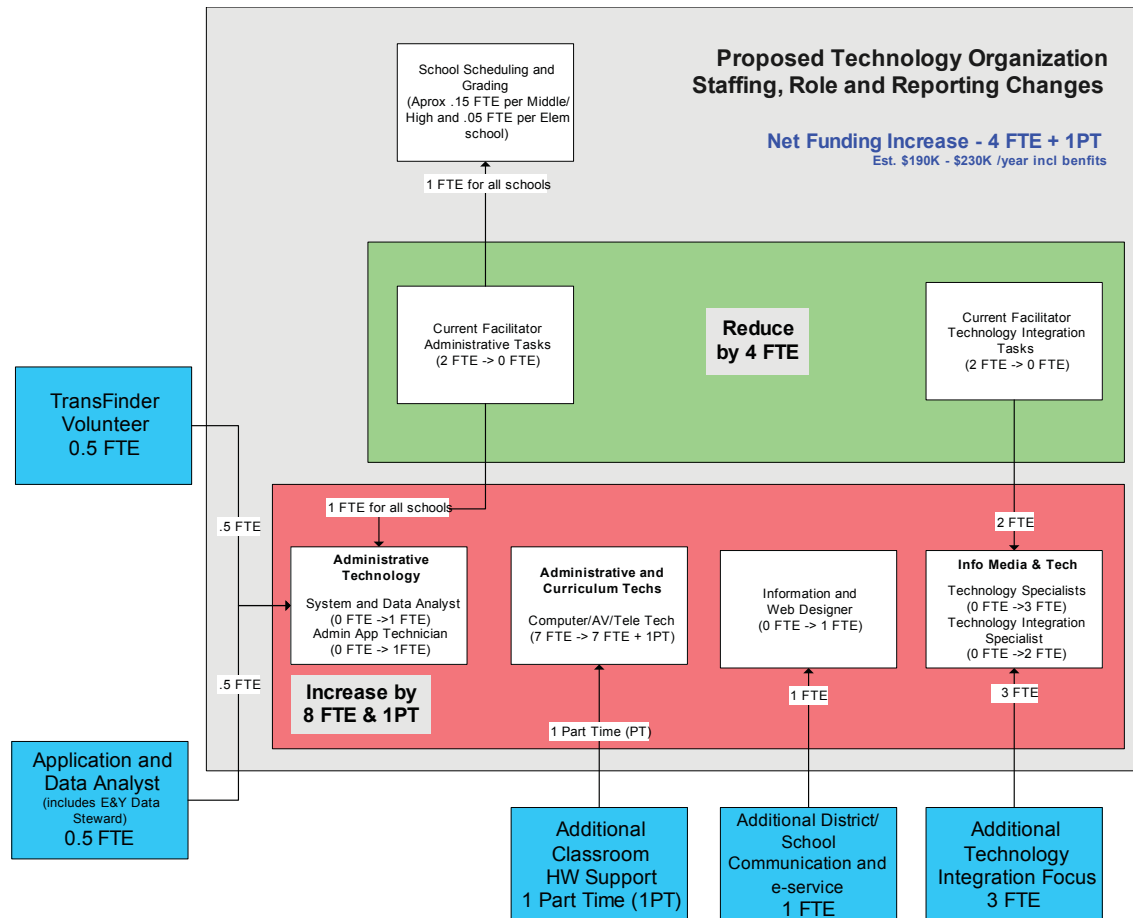 Proposed Technology Organization
Staffing, Role and Reporting Changes
Net Funding Increase - 4 FTE + 1PT
Est. $190K - $230K /year incl benfits
School Scheduling and
Grading
(Aprox .15 FTE per Middle/
High and .05 FTE per Elem
school)
1 FTE for all schools
Current Facilitator
Administrative Tasks
(2 FTE -> 0 FTE)
Reduce
by 4 FTE
Current Facilitator
Technology Integration
Tasks
(2 FTE -> 0 FTE)
TransFinder
Volunteer
0.5 FTE
.5 FTE
1 FTE for all schools
2 FTE
Administrative
Technology
System and Data Analyst
(0 FTE ->1 FTE)
Admin App Technician
(0 FTE -> 1FTE)
Administrative and
Curriculum Techs
Computer/AV/Tele Tech
(7 FTE -> 7 FTE + 1PT)
Information and
Web Designer
(0 FTE -> 1 FTE)
Info Media & Tech
Technology Specialists
(0 FTE ->3 FTE)
Technology Integration
Specialist
(0 FTE ->2 FTE)
.5 FTE
Increase by
8 FTE & 1PT
1 Part Time (PT)
1 FTE
3 FTE
Application and
Data Analyst
(includes E&Y Data
Steward)
0.5 FTE
Additional
Classroom
HW Support
1 Part Time (1PT)
Additional District/
School
Communication and
e-service
1 FTE
Additional
Technology
Integration Focus
3 FTE